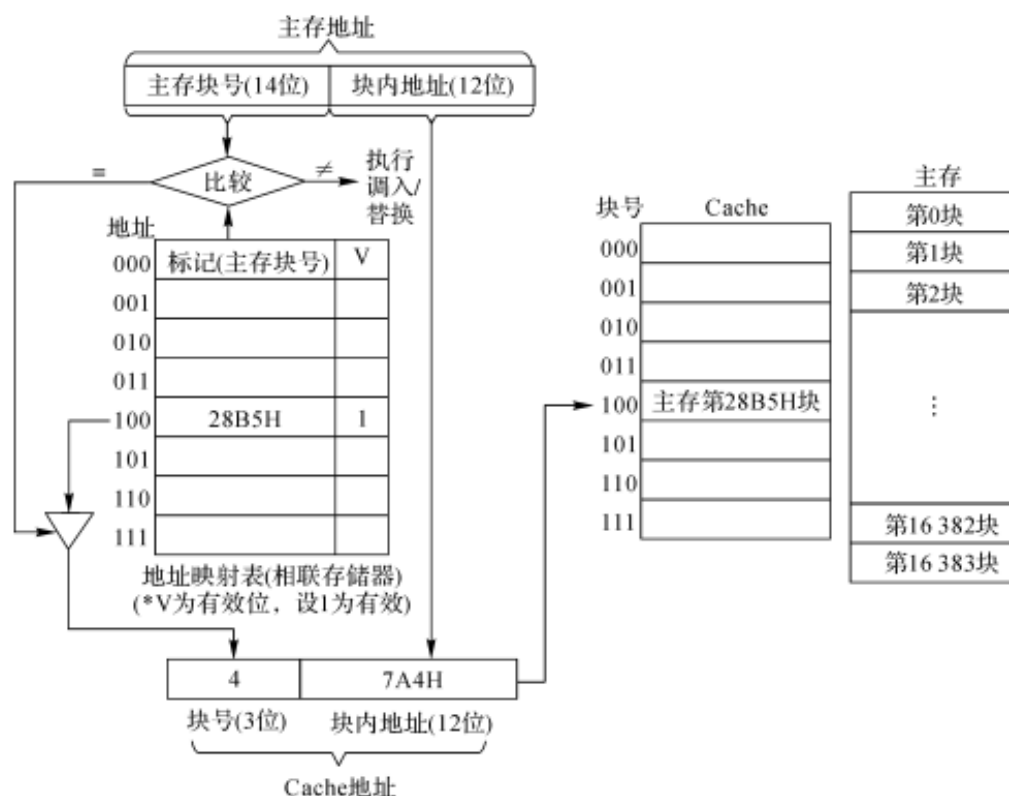 主存地址
主存块号(14位) 块内地址(12位)
= 比较 ≠ 执行
调入/
替换
地址
000 标记(主存块号) V
001
010
011
100 28B5H 1
101
110
111
地址映射表(相联存储器)
(*V为有效位，设1为有效)
4 7A4H
块号(3位) 块内地址(12位)
Cache地址
块号 Cache
000
001
010
011
100 主存第28B5H块
101
110
111
主存
第0块
第1块
第2块
⋮
第16 382块
第16 383块